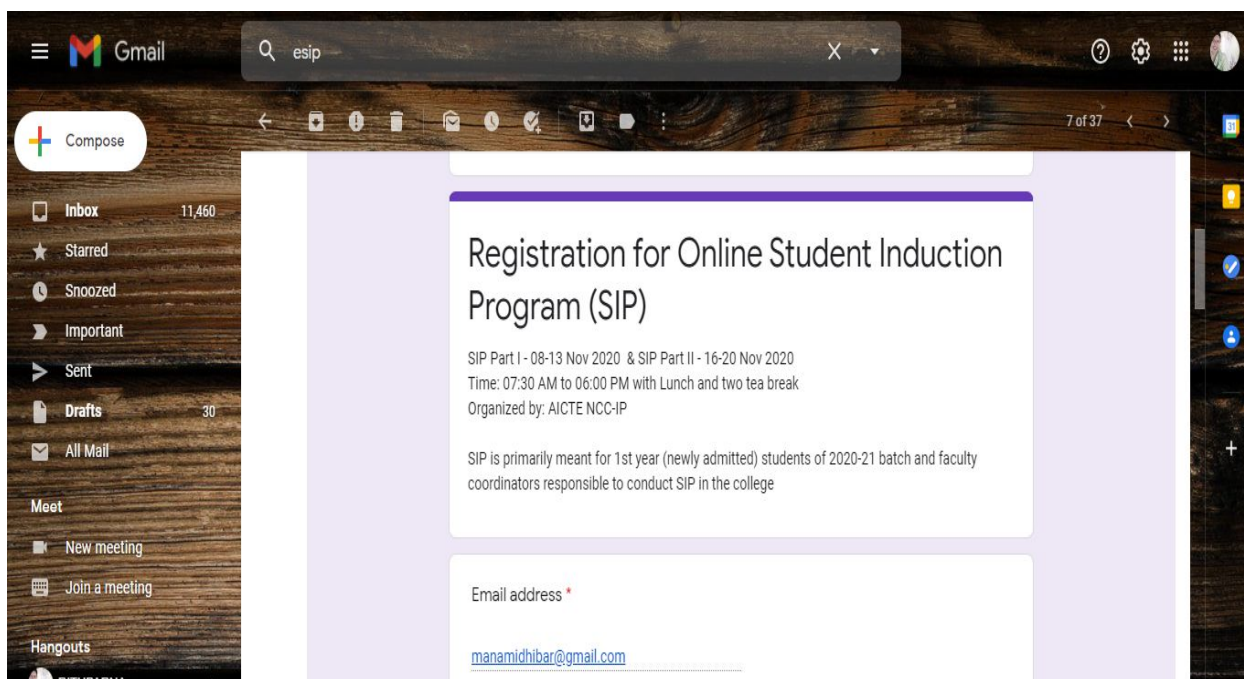 Gmail
esip
Compose
7 of 37
31
Inbox 11,460
Starred
Snoozed
Important
Sent
Drafts 30
All Mail
Meet
New meeting
Join a meeting
Hangouts
Registration for Online Student Induction
Program (SIP)
SIP Part I - 08-13 Nov 2020 & SIP Part II - 16-20 Nov 2020
Time: 07:30 AM to 06:00 PM with Lunch and two tea break
Organized by: AICTE NCC-IP
SIP is primarily meant for 1st year (newly admitted) students of 2020-21 batch and faculty
coordinators responsible to conduct SIP in the college
Email address *
manamidhibar@gmail.com